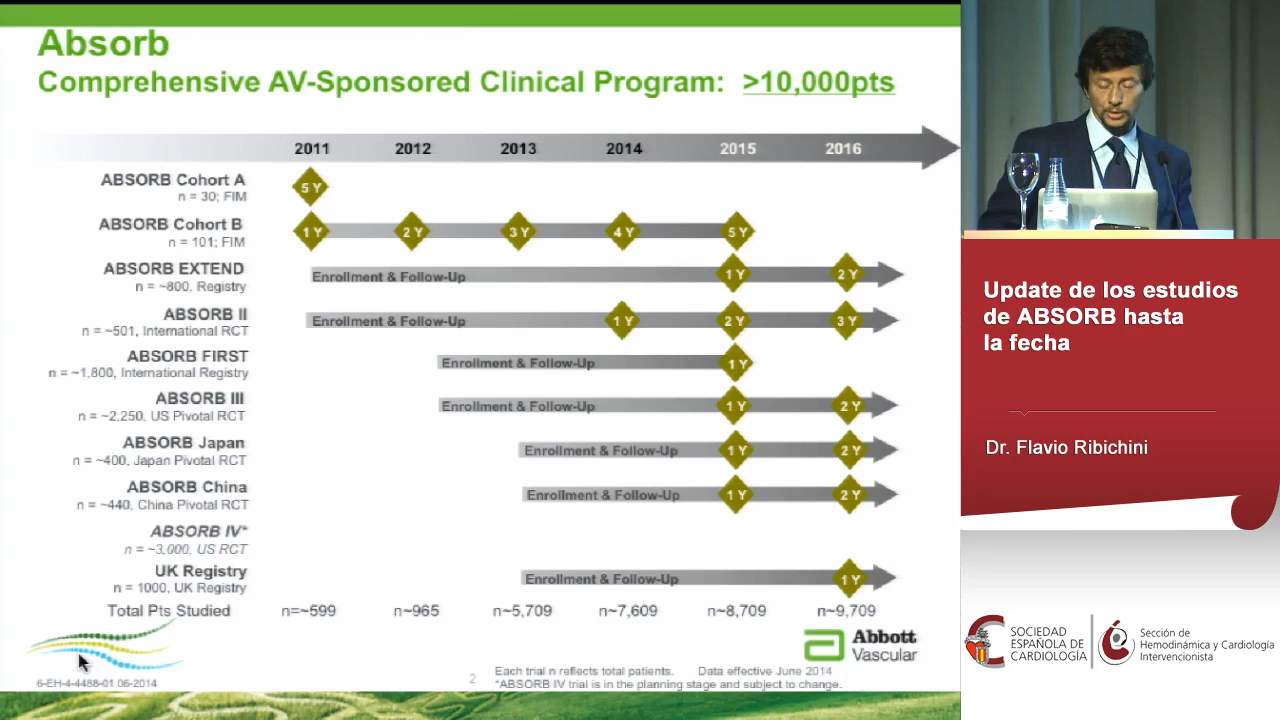 Absorb
Comprehensive AV-Sponsored Clinical Program: >10,000pts
2011 2012 2013 2014 2015 2016
ABSORB Cohort A
n = 30; FIM
5 Y
ABSORB Cohort B
n = 101; FIM
1 Y 2 Y 3 Y 4 Y 5 Y
ABSORB EXTEND
n = ~800, Registry
Enrollment & Follow-Up 1 Y 2 Y
ABSORB II
n = ~501, International RCT
Enrollment & Follow-Up 1 Y 2 Y 3 Y
ABSORB FIRST
n = ~1,800, International Registry
Enrollment & Follow-Up 1 Y
ABSORB III
n = ~2,250, US Pivotal RCT
Enrollment & Follow-Up 1 Y 2 Y
ABSORB Japan
n = ~400, Japan Pivotal RCT
Enrollment & Follow-Up 1 Y 2 Y
ABSORB China
n = ~440, China Pivotal RCT
Enrollment & Follow-Up 1 Y 2 Y
ABSORB IV*
n = ~3,000, US RCT
UK Registry
n = 1000, UK Registry
Enrollment & Follow-Up 1 Y
Total Pts Studied n=~599 n~965 n~5,709 n~7,609 n~8,709 n~9,709
Abbott
Vascular
6-EH-4-4488-01 06-2014
2
Each trial n reflects total patients. Data effective June 2014
*ABSORB IV trial is in the planning stage and subject to change.
Update de los estudios
de ABSORB hasta
la fecha
Dr. Flavio Ribichini
SOCIEDAD
ESPAÑOLA DE
CARDIOLOGÍA
Sección de
Hemodinámica y Cardiología
Intervencionista